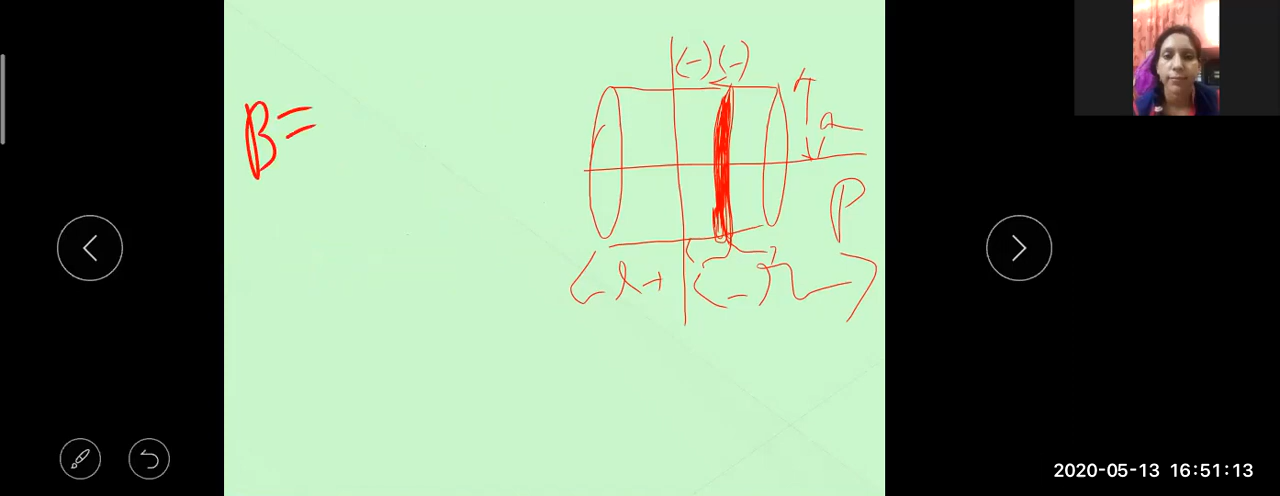 B=
(-) (-)
a
P
2020-05-13 16:51:13